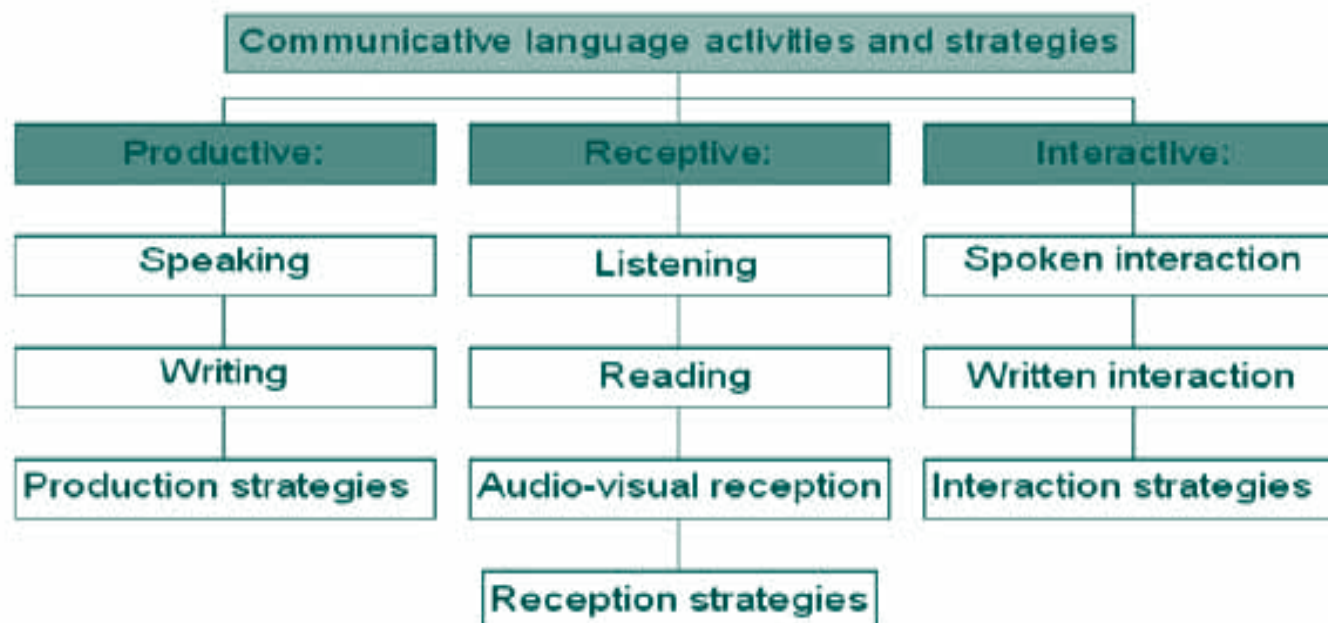 Communicative language activities and strategies
Productive:
Receptive:
Interactive:
Speaking
Listening
Spoken interaction
Writing
Reading
Written interaction
Production strategies
Audio-visual reception
Interaction strategies
Reception strategies